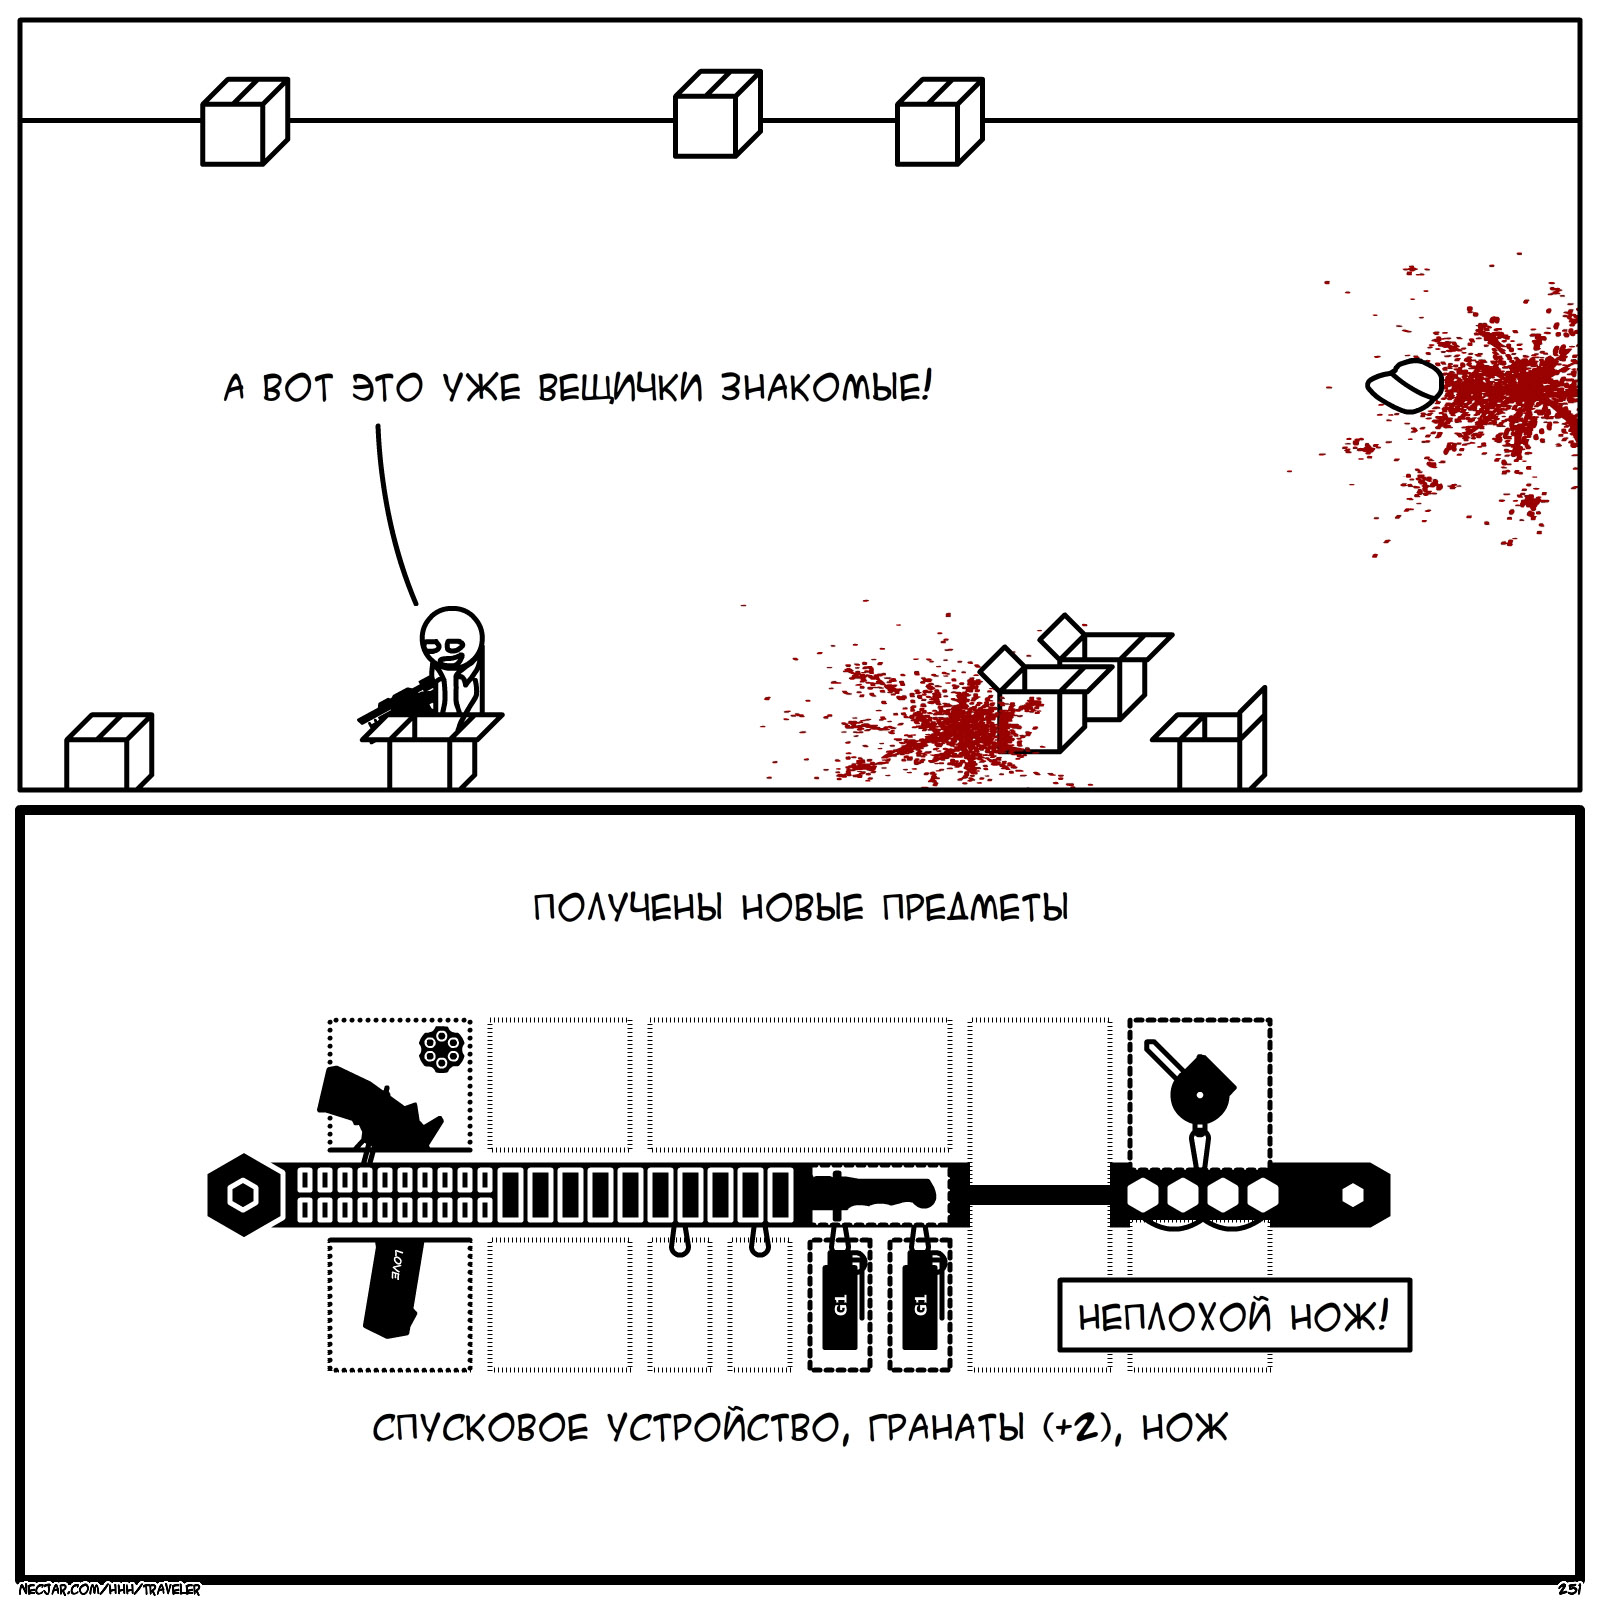 А ВОТ ЭТО УЖЕ ВЕЩИЧКИ ЗНАКОМЫЕ!
ПОЛУЧЕНЫ НОВЫЕ ПРЕДМЕТЫ
LOVE
G1
G1
НЕПЛОХОЙ НОЖ!
СПУСКОВОЕ УСТРОЙСТВО, ГРАНАТЫ (+2), НОЖ
NECJAR.COM/HHH/TRAVELER
251